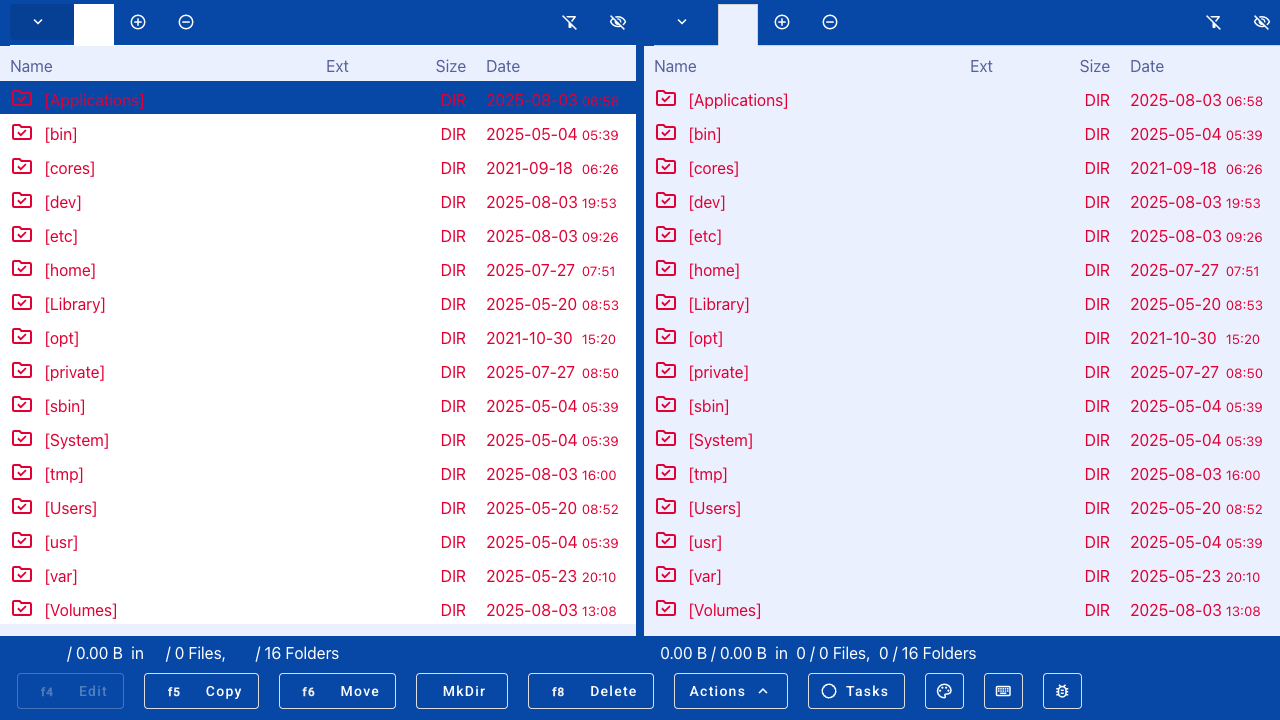 Name Ext Size Date Name Ext Size Date
[Applications] DIR 2025-08-03 06:58 [Applications] DIR 2025-08-03 06:58
[bin] DIR 2025-05-04 05:39 [bin] DIR 2025-05-04 05:39
[cores] DIR 2021-09-18 06:26 [cores] DIR 2021-09-18 06:26
[dev] DIR 2025-08-03 19:53 [dev] DIR 2025-08-03 19:53
[etc] DIR 2025-08-03 09:26 [etc] DIR 2025-08-03 09:26
[home] DIR 2025-07-27 07:51 [home] DIR 2025-07-27 07:51
[Library] DIR 2025-05-20 08:53 [Library] DIR 2025-05-20 08:53
[opt] DIR 2021-10-30 15:20 [opt] DIR 2021-10-30 15:20
[private] DIR 2025-07-27 08:50 [private] DIR 2025-07-27 08:50
[sbin] DIR 2025-05-04 05:39 [sbin] DIR 2025-05-04 05:39
[System] DIR 2025-05-04 05:39 [System] DIR 2025-05-04 05:39
[tmp] DIR 2025-08-03 16:00 [tmp] DIR 2025-08-03 16:00
[Users] DIR 2025-05-20 08:52 [Users] DIR 2025-05-20 08:52
[usr] DIR 2025-05-04 05:39 [usr] DIR 2025-05-04 05:39
[var] DIR 2025-05-23 20:10 [var] DIR 2025-05-23 20:10
[Volumes] DIR 2025-08-03 13:08 [Volumes] DIR 2025-08-03 13:08
/ 0.00 B in / 0 Files, / 16 Folders 0.00 B / 0.00 B in 0 / 0 Files, 0 / 16 Folders
f4 Edit f5 Copy f6 Move MkDir f8 Delete Actions Tasks